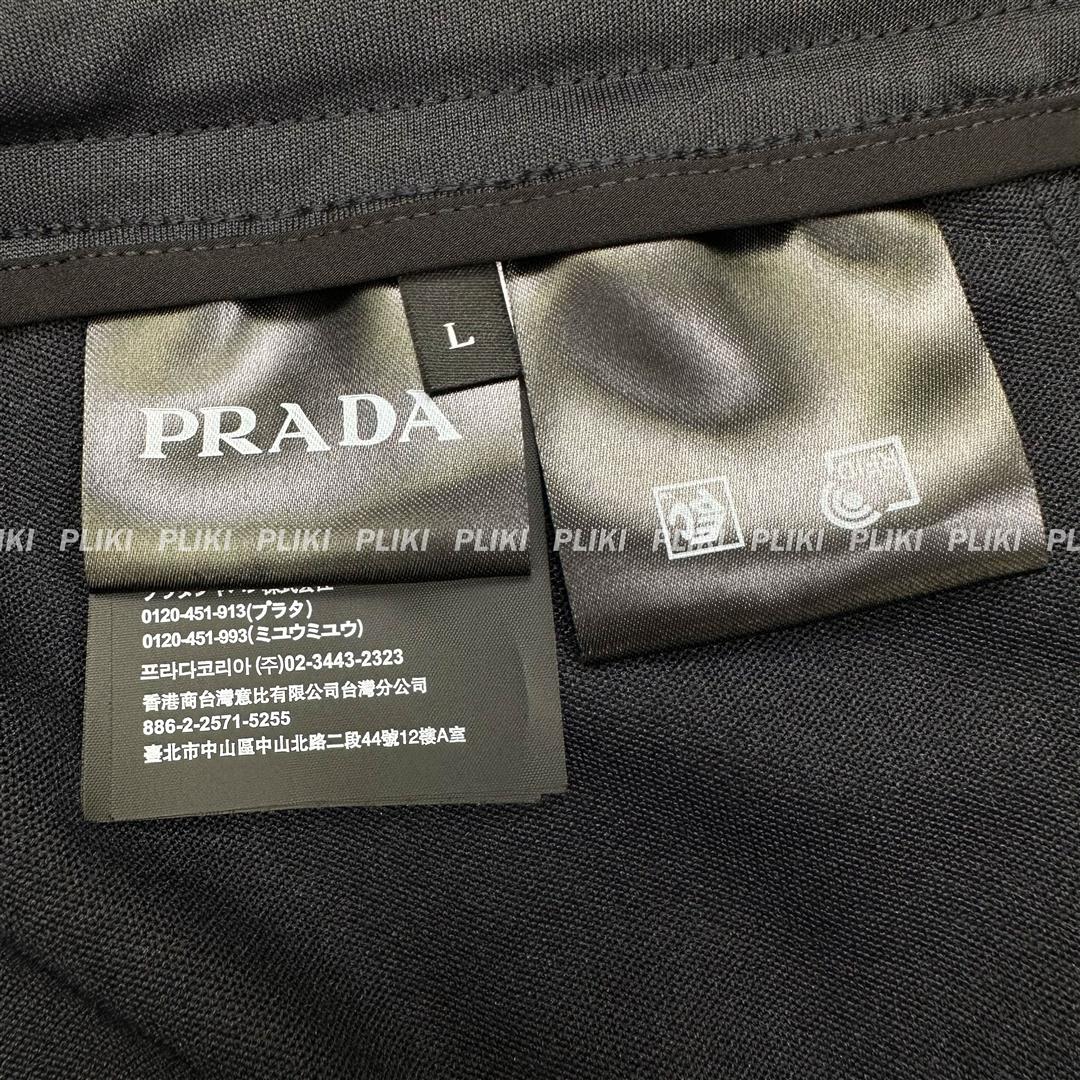 L
PRADA
RFID
PLIKI PLIKI PLIKI PLIKI PLIKI PLIKI PLIKI PLIKI PLIKI PLIKI
0120-451-913(プラダ)
0120-451-993(ミユウミユウ)
프라다코리아 (주)02-3443-2323
香港商台灣意比有限公司台灣分公司
886-2-2571-5255
臺北市中山區中山北路二段44號12樓A室